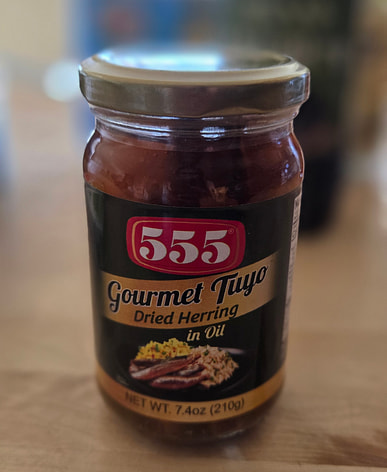 555®
Gourmet Tuyo
Dried Herring
in Oil
NET WT. 7.4oz (210g)